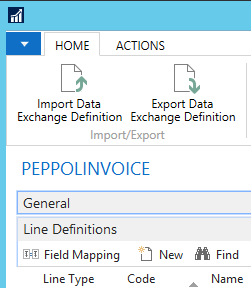 HOME ACTIONS
Import Data Exchange Definition
Export Data Exchange Definition
Import/Export
PEPPOLINVOICE
General
Line Definitions
Field Mapping New Find
Line Type Code Name